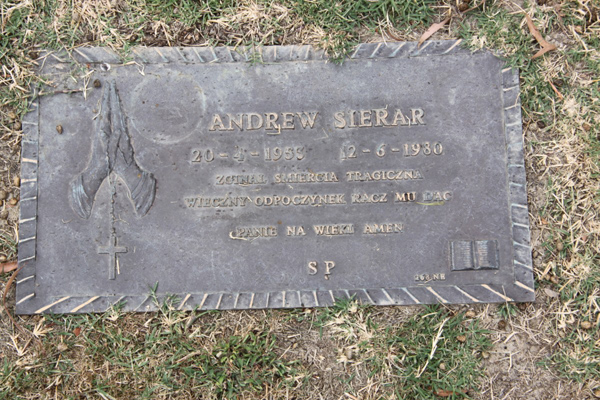 ANDREW SIERAR
20-4-1958 12-6-1980
ZGINAL SMIERCIA TRAGICZNA
WIECZNY ODPOCZYNEK RACZ MU DAC
PANIE NA WIEKI AMEN
SP